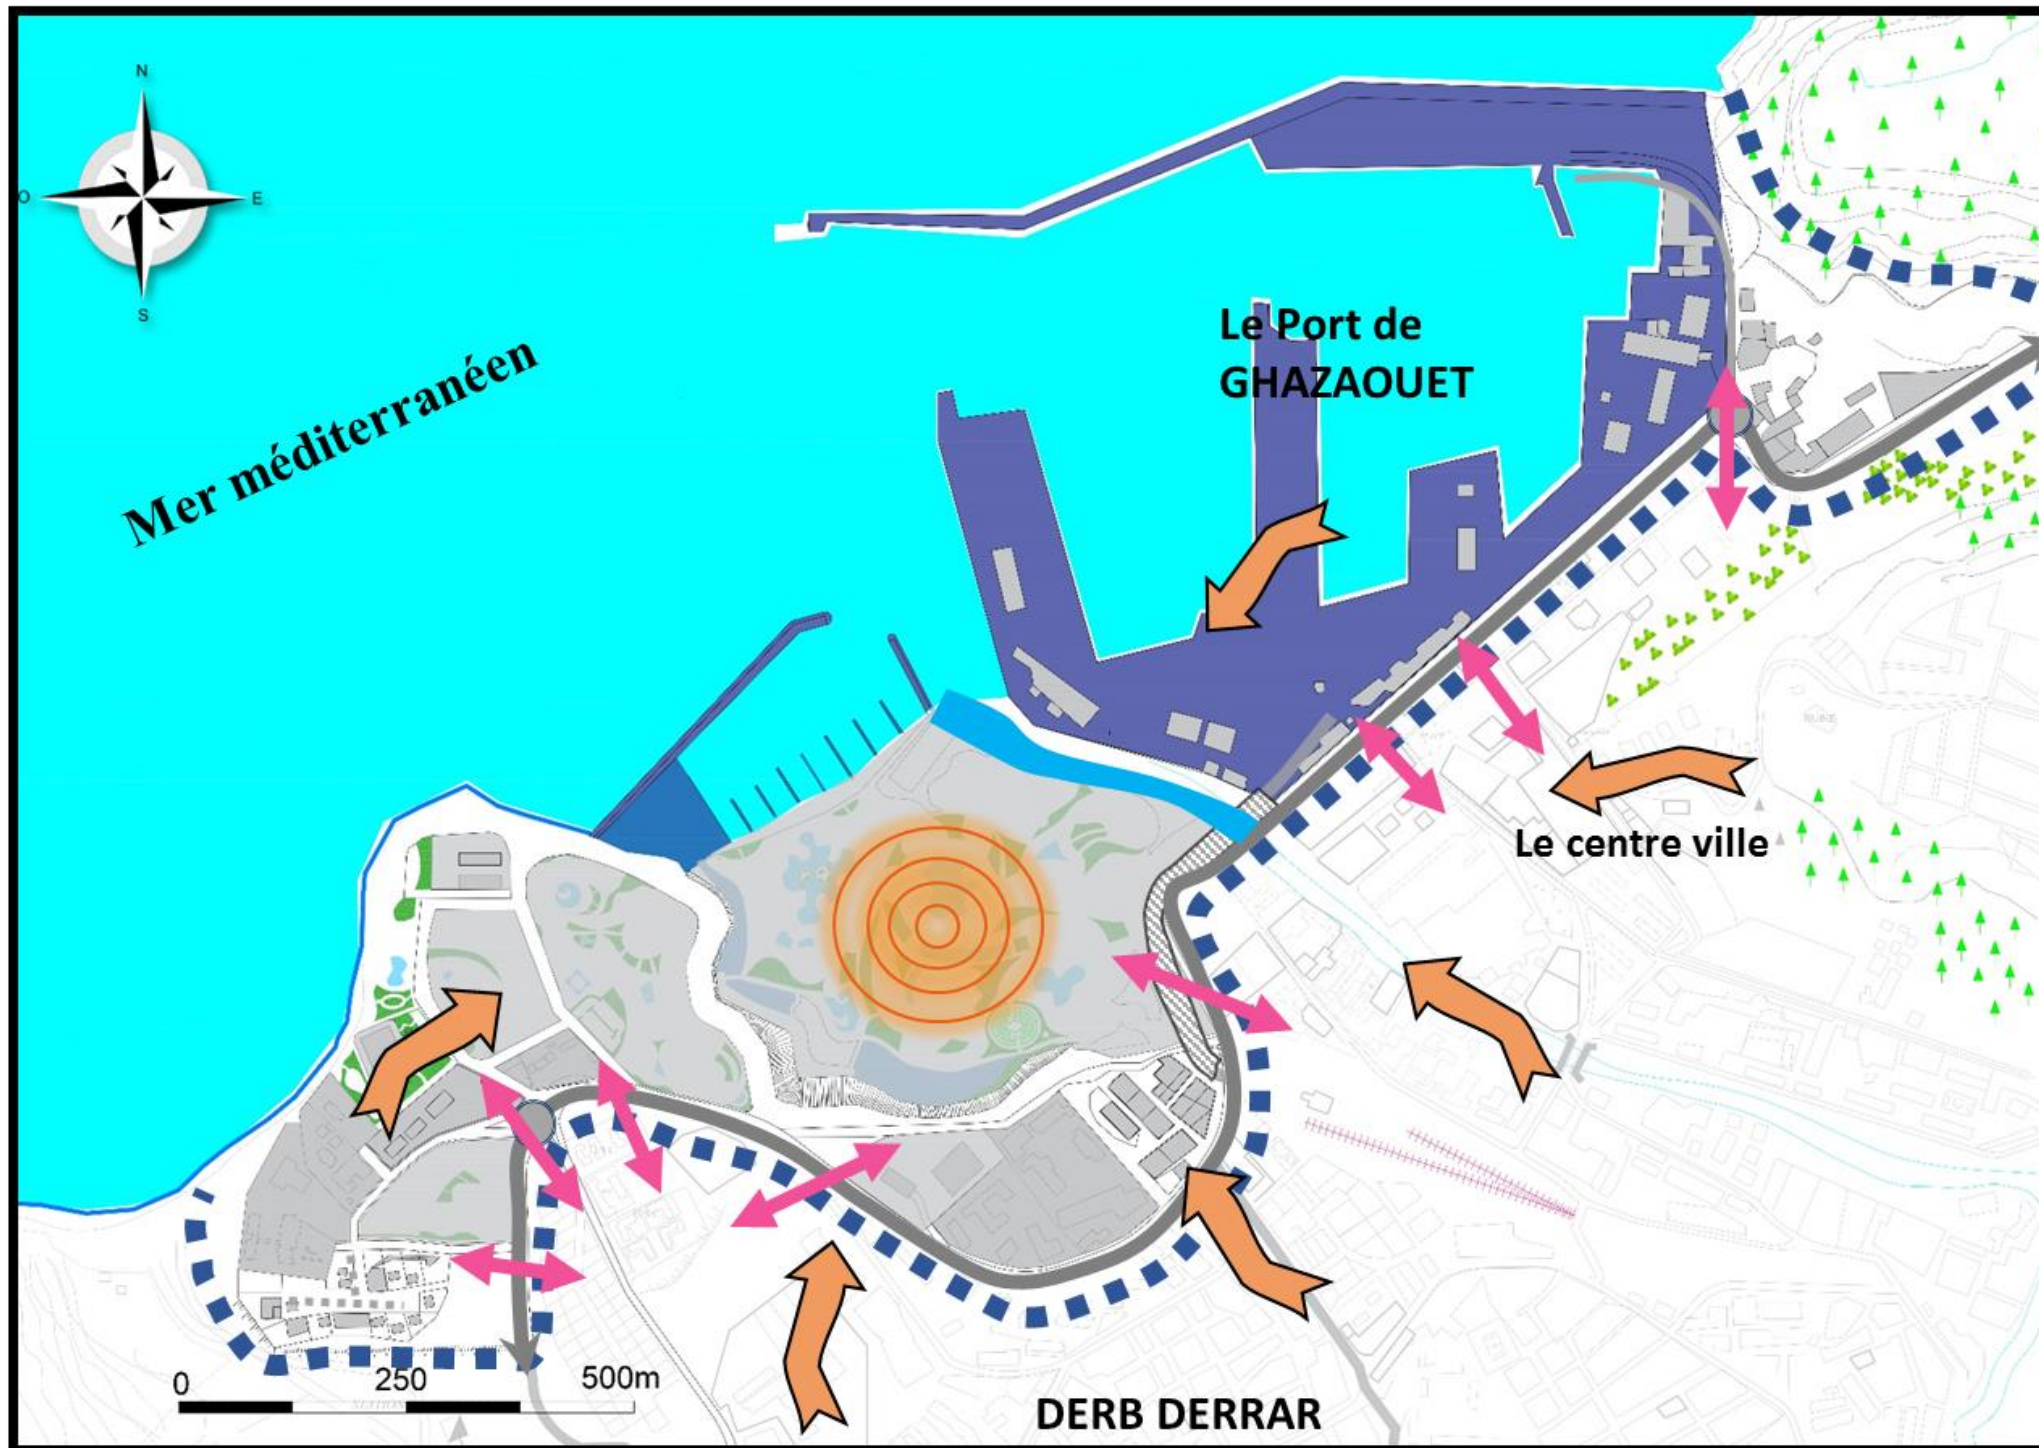 N
O
E
S
Mer méditerranéen
Le Port de
GHAZAOUET
Le centre ville
0 250 500m
DERB DERRAR